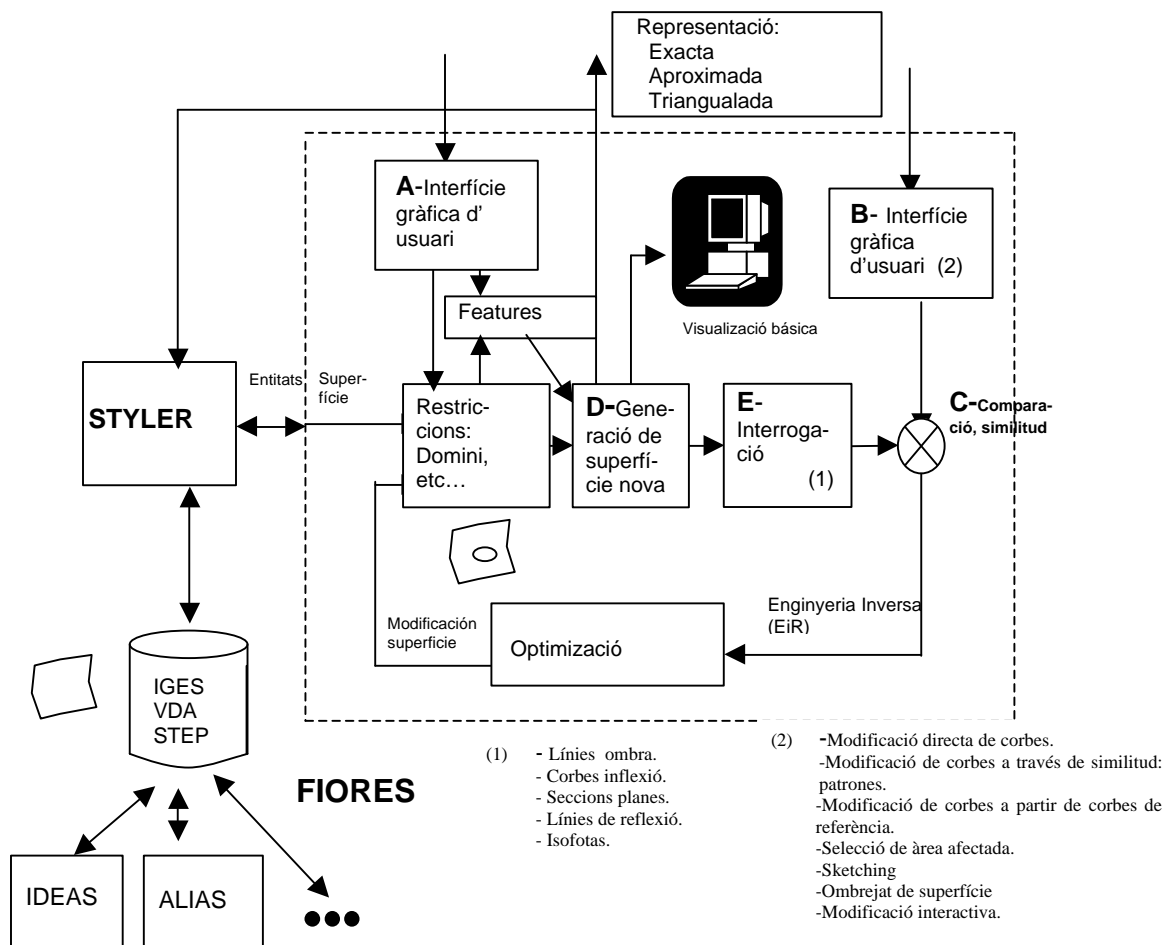 Representació:
Exacta
Aproximada
Triangualada
A-Interfície
gràfica d'
usuari
B- Interfície
gràfica
d'usuari (2)
Features
Visualizació básica
STYLER
Entitats
Super-
fície
Restric-
cions:
Domini,
etc…
D-Gene-
ració de
superfí-
cie nova
E-
Interroga-
ció
(1)
C-Compara-
ció, similitud
Modificación
superficie
Optimizació
Enginyeria Inversa
(EiR)
IGES
VDA
STEP
FIORES
IDEAS
ALIAS
(1) - Línies ombra.
- Corbes inflexió.
- Seccions planes.
- Línies de reflexió.
- Isofotas.
(2) -Modificació directa de corbes.
-Modificació de corbes a través de similitud:
patrones.
-Modificació de corbes a partir de corbes de
referència.
-Selecció de àrea afectada.
-Sketching
-Ombrejat de superfície
-Modificació interactiva.